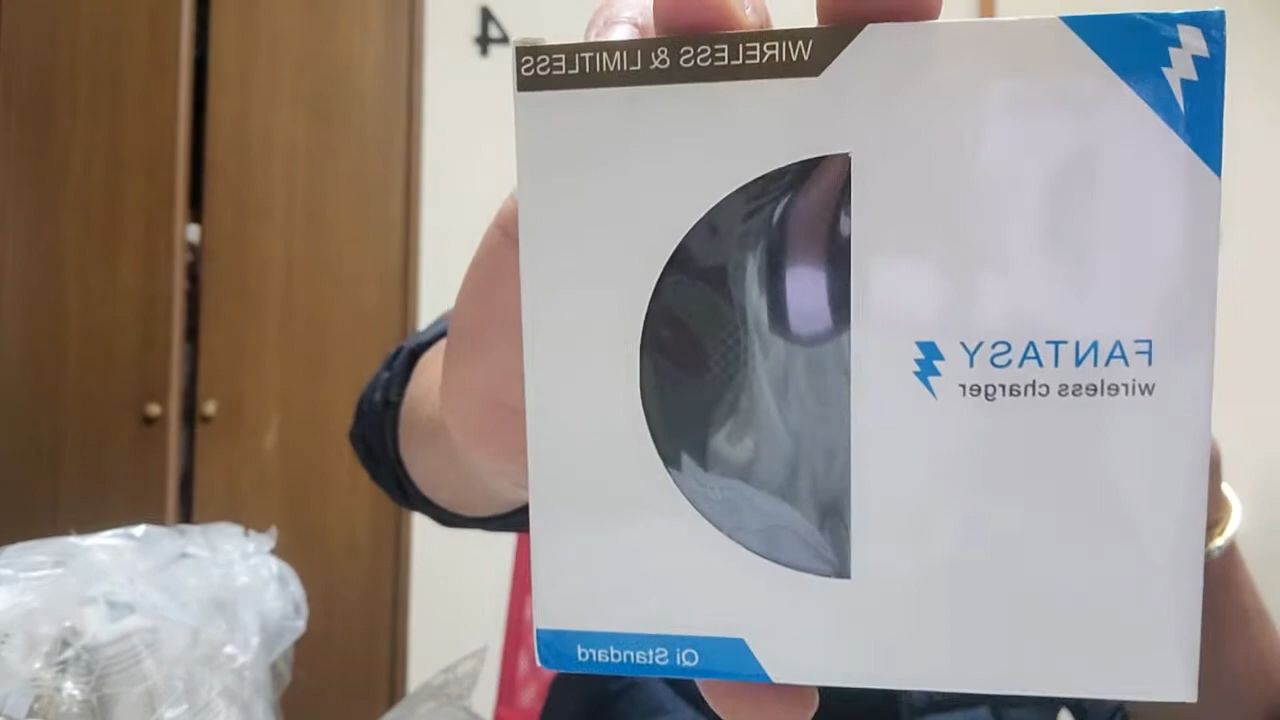 4
WIRELESS & LIMITLESS
FANTASY
wireless charger
Qi Standard